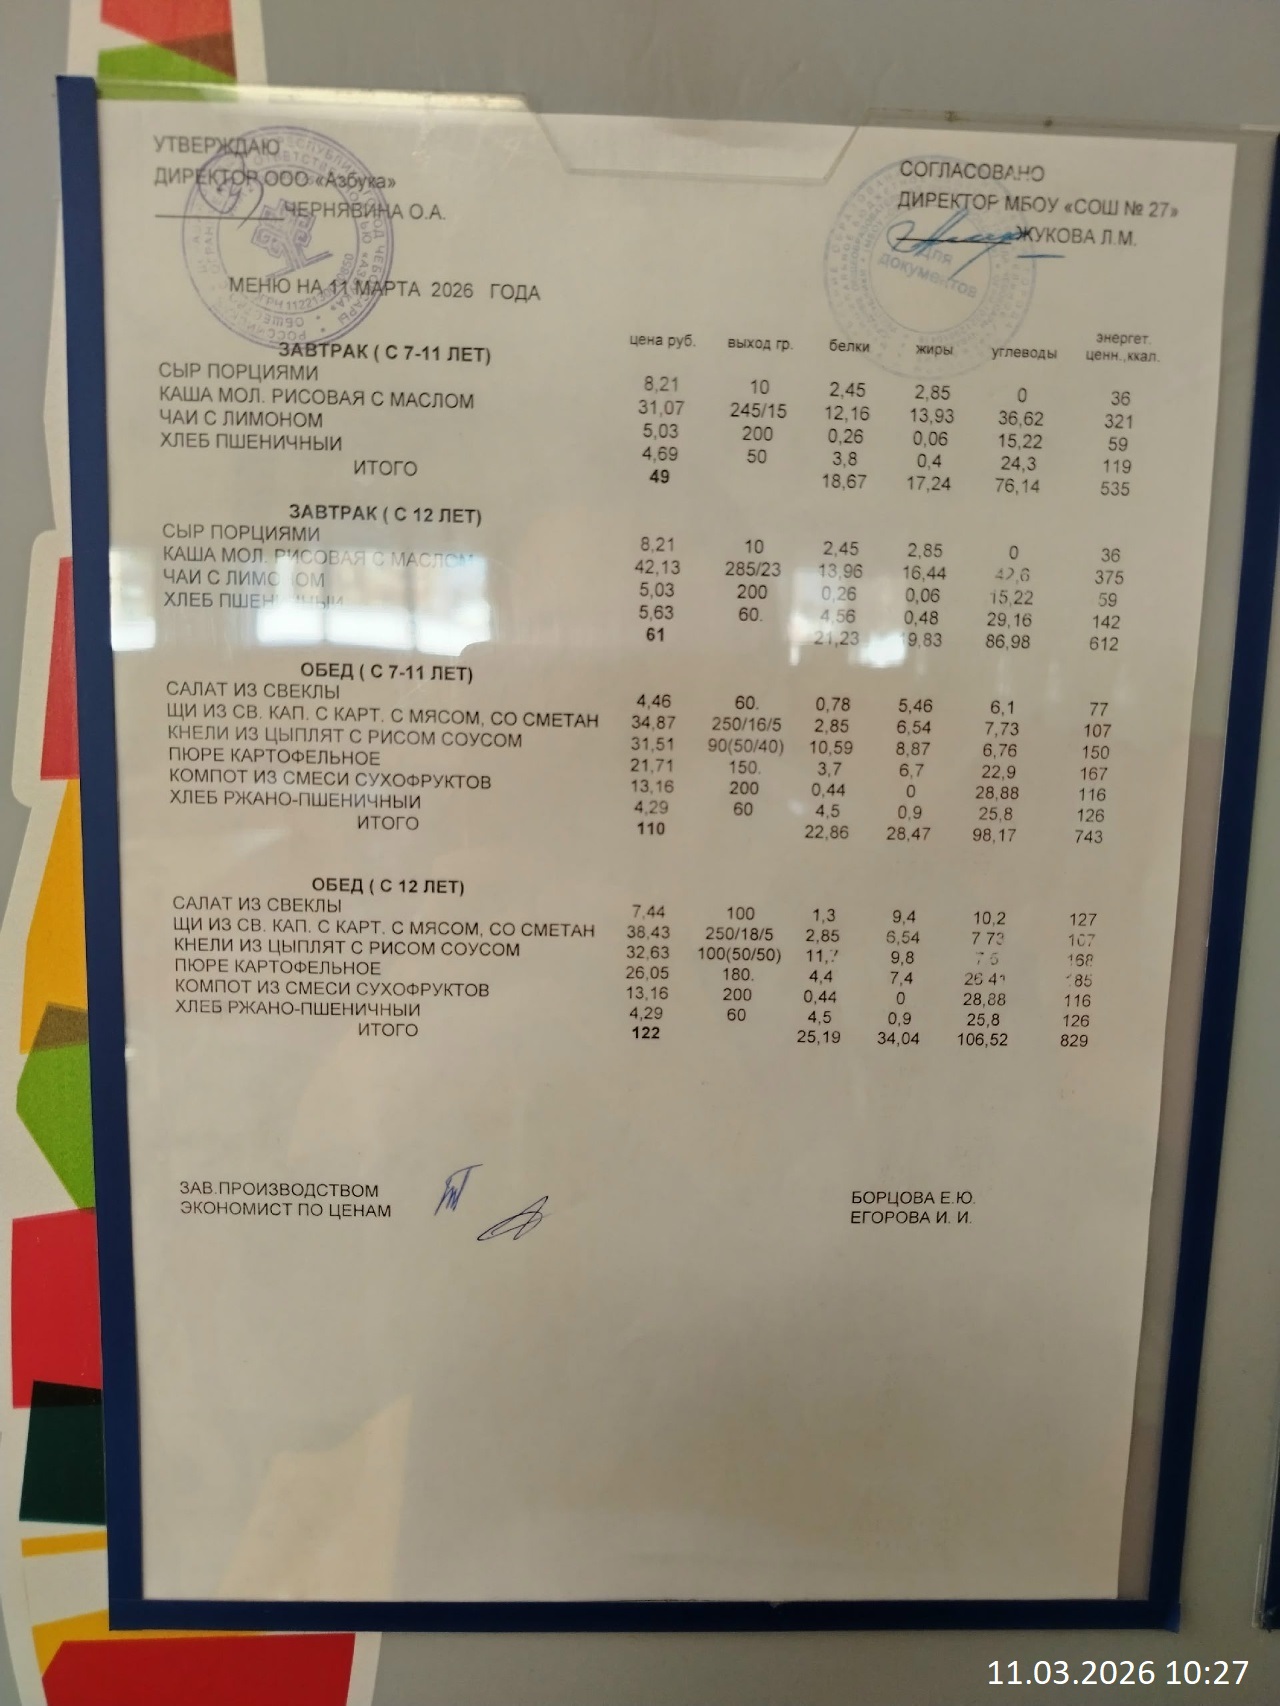 УТВЕРЖДАЮ
ДИРЕКТОР ООО «Азбука»
ЧЕРНЯВИНА О.А.
СОГЛАСОВАНО
ДИРЕКТОР МБОУ «СОШ № 27»
ЖУКОВА Л.М.
для
документов
МЕНЮ НА 11 МАРТА 2026 ГОДА
цена руб. выход гр. белки жиры углеводы энергет. ценн.,ккал.
ЗАВТРАК ( С 7-11 ЛЕТ)
СЫР ПОРЦИЯМИ 8,21 10 2,45 2,85 0 36
КАША МОЛ. РИСОВАЯ С МАСЛОМ 31,07 245/15 12,16 13,93 36,62 321
ЧАЙ С ЛИМОНОМ 5,03 200 0,26 0,06 15,22 59
ХЛЕБ ПШЕНИЧНЫЙ 4,69 50 3,8 0,4 24,3 119
ИТОГО 49 18,67 17,24 76,14 535
ЗАВТРАК ( С 12 ЛЕТ)
СЫР ПОРЦИЯМИ 8,21 10 2,45 2,85 0 36
КАША МОЛ. РИСОВАЯ С МАСЛОМ 42,13 285/23 13,96 16,44 42,6 375
ЧАЙ С ЛИМОНОМ 5,03 200 0,26 0,06 15,22 59
ХЛЕБ ПШЕНИЧНЫЙ 5,63 60. 4,56 0,48 29,16 142
61 21,23 19,83 86,98 612
ОБЕД ( С 7-11 ЛЕТ)
САЛАТ ИЗ СВЕКЛЫ 4,46 60. 0,78 5,46 6,1 77
ЩИ ИЗ СВ. КАП. С КАРТ. С МЯСОМ, СО СМЕТАН 34,87 250/16/5 2,85 6,54 7,73 107
КНЕЛИ ИЗ ЦЫПЛЯТ С РИСОМ СОУСОМ 31,51 90(50/40) 10,59 8,87 6,76 150
ПЮРЕ КАРТОФЕЛЬНОЕ 21,71 150. 3,7 6,7 22,9 167
КОМПОТ ИЗ СМЕСИ СУХОФРУКТОВ 13,16 200 0,44 0 28,88 116
ХЛЕБ РЖАНО-ПШЕНИЧНЫЙ 4,29 60 4,5 0,9 25,8 126
ИТОГО 110 22,86 28,47 98,17 743
ОБЕД ( С 12 ЛЕТ)
САЛАТ ИЗ СВЕКЛЫ 7,44 100 1,3 9,4 10,2 127
ЩИ ИЗ СВ. КАП. С КАРТ. С МЯСОМ, СО СМЕТАН 38,43 250/18/5 2,85 6,54 7,73 107
КНЕЛИ ИЗ ЦЫПЛЯТ С РИСОМ СОУСОМ 32,63 100(50/50) 9,8 168
ПЮРЕ КАРТОФЕЛЬНОЕ 26,05 180. 4,4 7,4 185
КОМПОТ ИЗ СМЕСИ СУХОФРУКТОВ 13,16 200 0,44 0 28,88 116
ХЛЕБ РЖАНО-ПШЕНИЧНЫЙ 4,29 60 4,5 0,9 25,8 126
ИТОГО 122 25,19 34,04 106,52 829
ЗАВ.ПРОИЗВОДСТВОМ БОРЦОВА Е.Ю.
ЭКОНОМИСТ ПО ЦЕНАМ ЕГОРОВА И. И.
11.03.2026 10:27